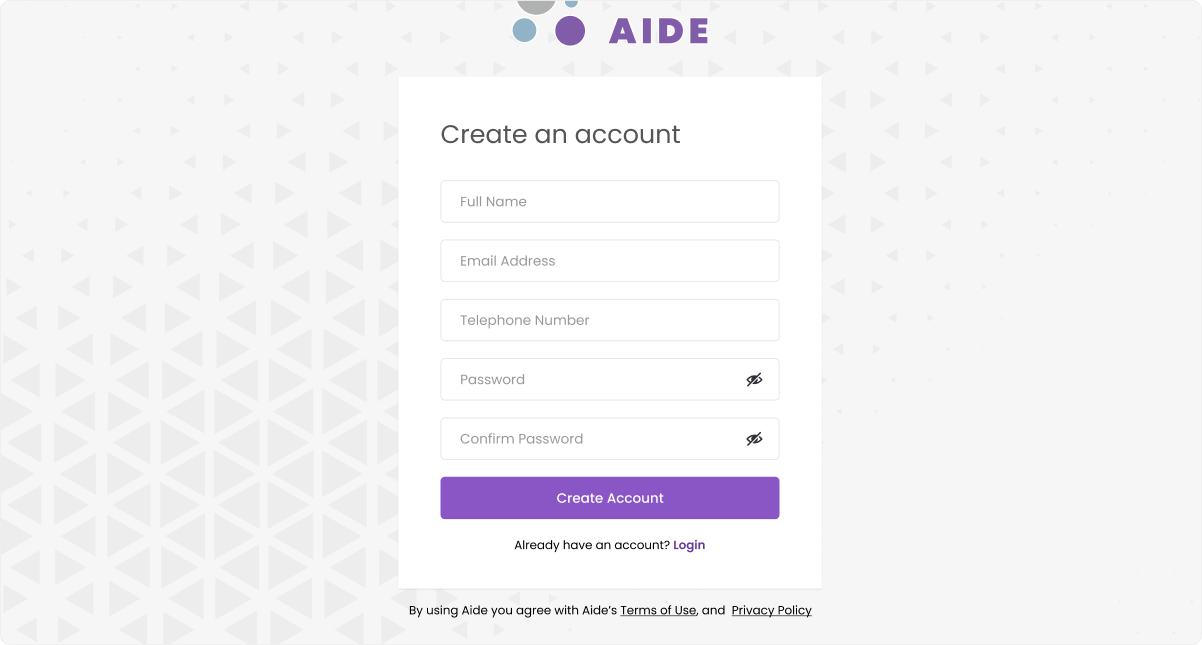 AIDE
Create an account
Full Name
Email Address
Telephone Number
Password
Confirm Password
Create Account
Already have an account? Login
By using Aide you agree with Aide’s Terms of Use, and Privacy Policy